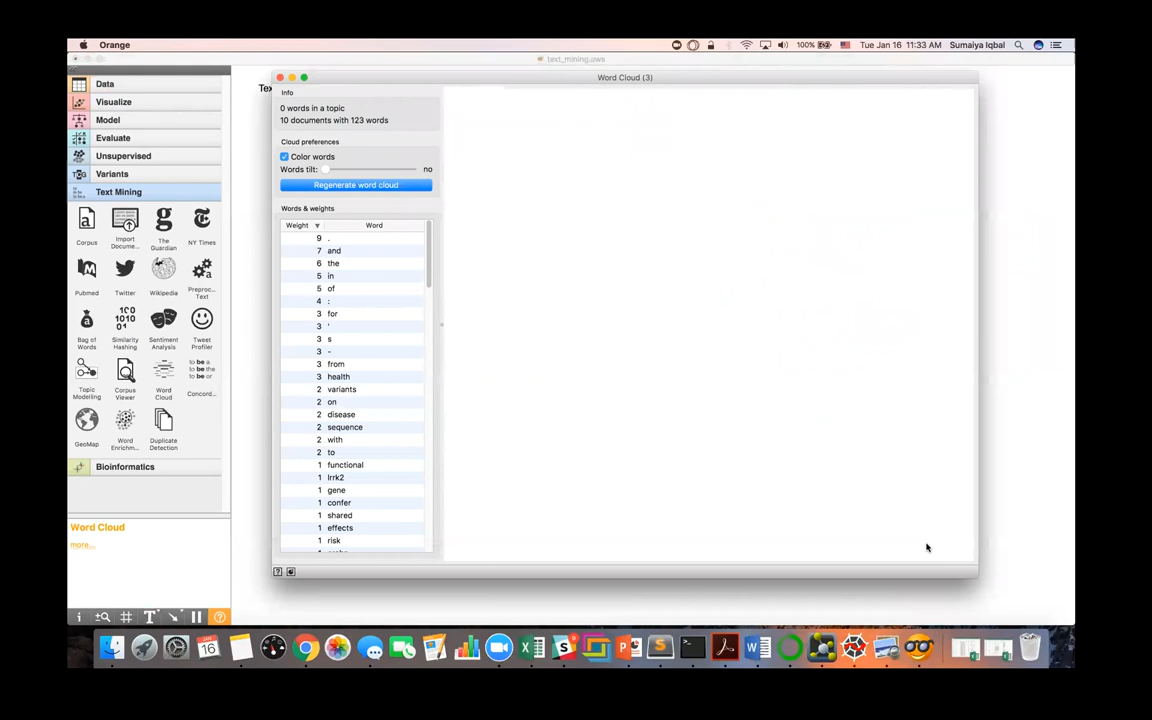 Orange
100%
Tue Jan 16 11:33 AM
Sumaiya Iqbal
text_mining.ows
Data
Visualize
Model
Evaluate
Unsupervised
Variants
Text Mining
Corpus
Import
Docume...
The
Guardian
NY Times
Pubmed
Twitter
Wikipedia
Preproc...
Text
Bag of
Words
Similarity
Hashing
Sentiment
Analysis
Tweet
Profiler
Topic
Modelling
Corpus
Viewer
Word
Cloud
Concord...
GeoMap
Word
Enrichm...
Duplicate
Detection
Bioinformatics
Word Cloud
more...
Tex
Word Cloud (3)
Info
0 words in a topic
10 documents with 123 words
Cloud preferences
Color words
Words tilt:
no
Regenerate word cloud
Words & weights
Weight Word
9 .
7 and
6 the
5 in
5 of
4 :
3 for
3 '
3 s
3 -
3 from
3 health
2 variants
2 on
2 disease
2 sequence
2 with
2 to
1 functional
1 lrrk2
1 gene
1 confer
1 shared
1 effects
1 risk